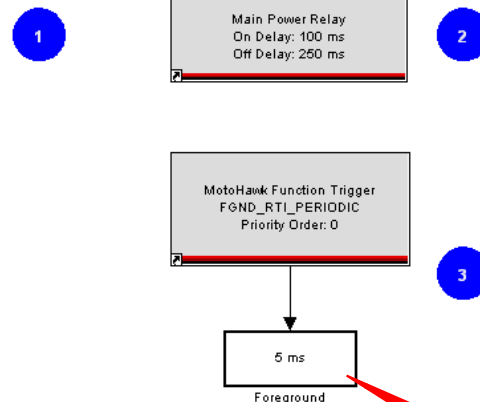 1
Main Power Relay
On Delay: 100 ms
Off Delay: 250 ms
2
MotoHawk Function Trigger
FGND_RTI_PERIODIC
Priority Order: 0
3
5 ms
Foreground